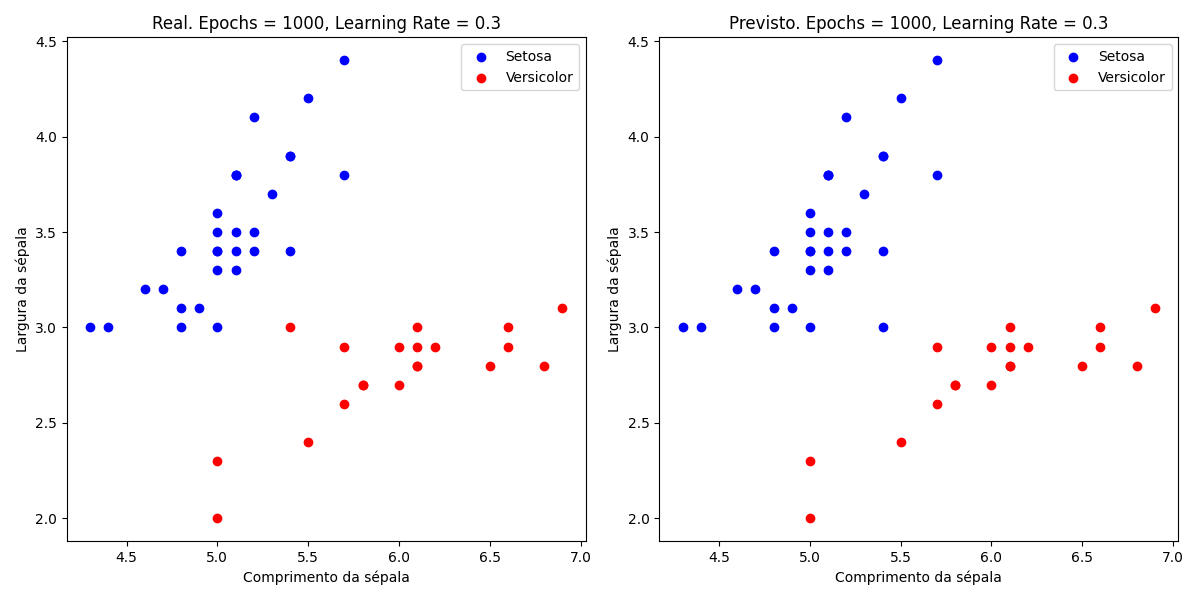 Real. Epochs = 1000, Learning Rate = 0.3
4.5
4.0
3.5
3.0
2.5
2.0
Largura da sépala
Setosa
Versicolor
4.5 5.0 5.5 6.0 6.5 7.0
Comprimento da sépala
Previsto. Epochs = 1000, Learning Rate = 0.3
4.5
4.0
3.5
3.0
2.5
2.0
Largura da sépala
Setosa
Versicolor
4.5 5.0 5.5 6.0 6.5 7.0
Comprimento da sépala